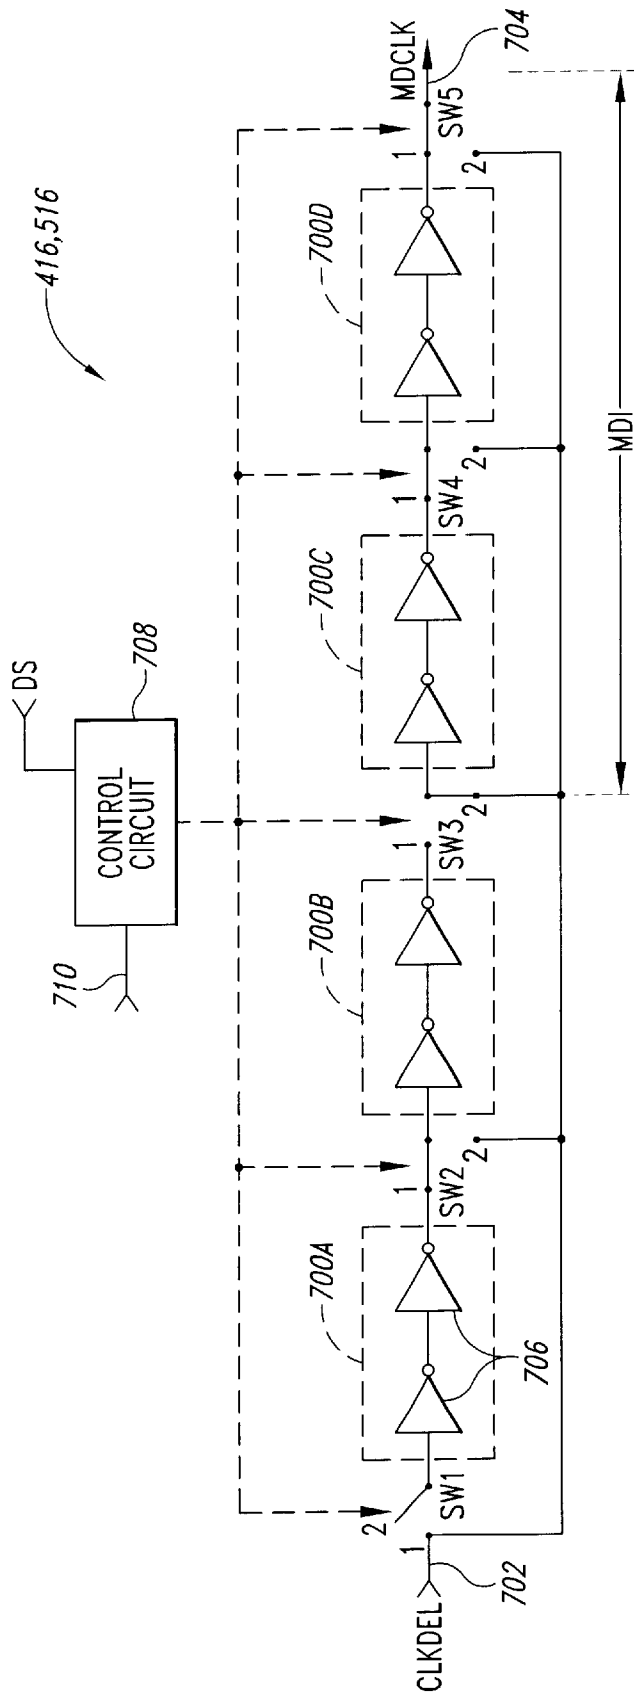 416,516
DS
708
CONTROL
CIRCUIT
710
700A
700B
700C
700D
CLKDEL
702
1
2
SW1
706
1
SW2
2
1
SW3
2
1
SW4
2
1
SW5
2
MDCLK
704
MDI